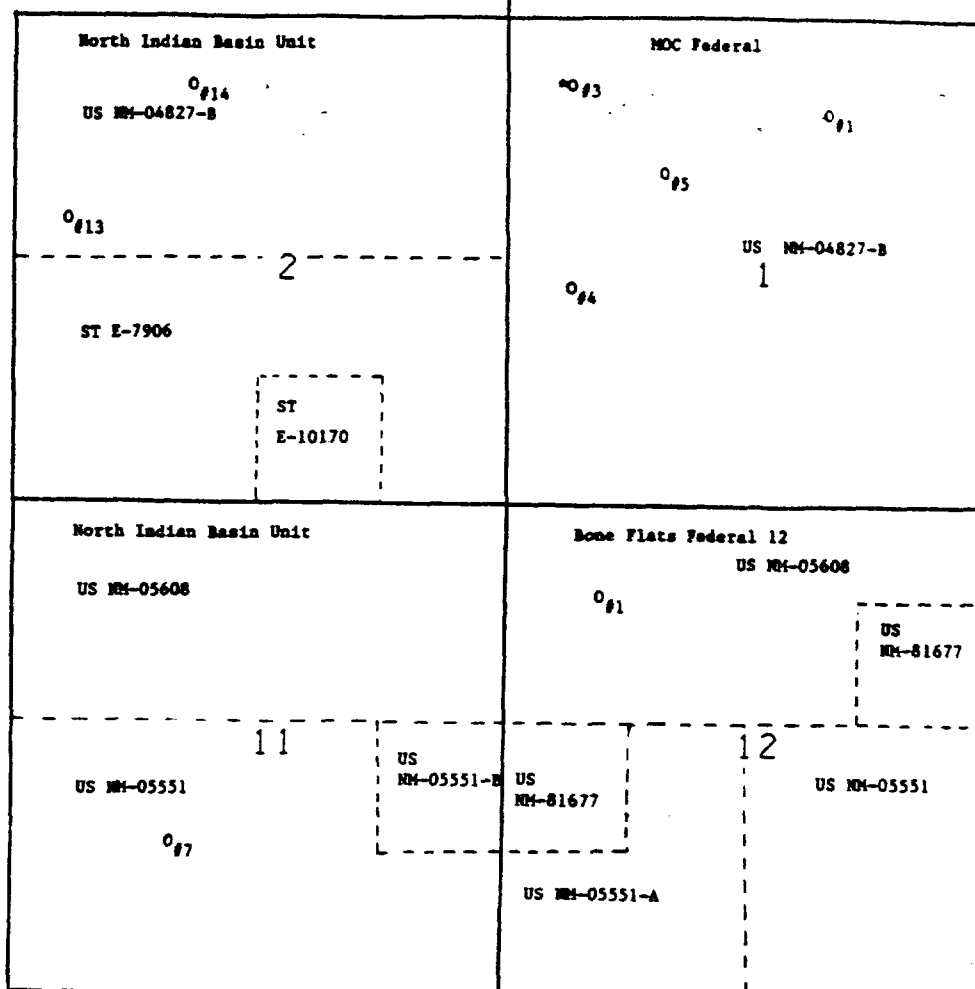 North Indian Basin Unit
#14
US NM-04827-B
#13
2
ST E-7906
ST
E-10170
MOC Federal
#3
#1
#5
US NM-04827-B
1
#4
North Indian Basin Unit
US NM-05608
11
US NM-05551
US
NM-05551-B
#7
Bone Flats Federal 12
US NM-05608
#1
US
NM-81677
12
US
NM-81677
US NM-05551
US NM-05551-A